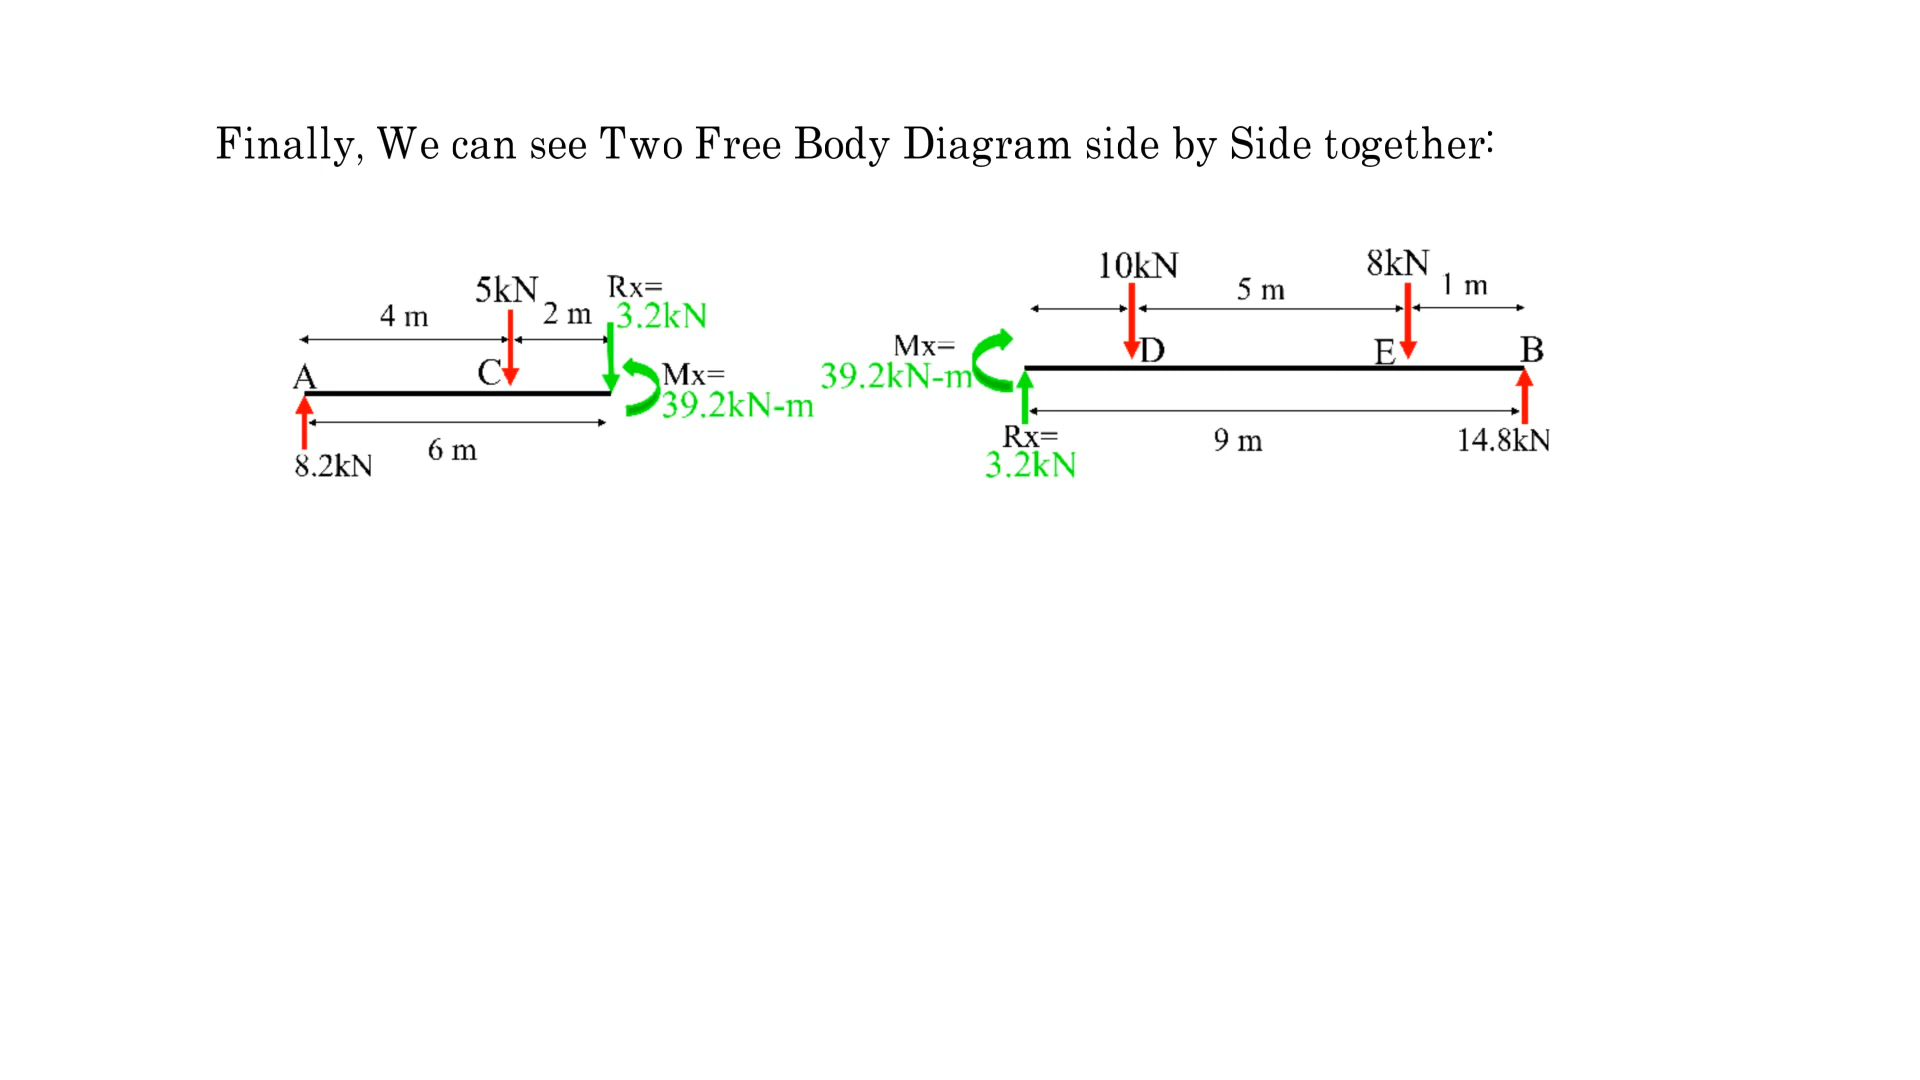 Finally, We can see Two Free Body Diagram side by Side together:
5kN
Rx=
4 m
2 m
3.2kN
A
C
Mx=
39.2kN-m
6 m
8.2kN
10kN
8kN
5 m
1 m
Mx=
39.2kN-m
D
E
B
Rx=
3.2kN
9 m
14.8kN